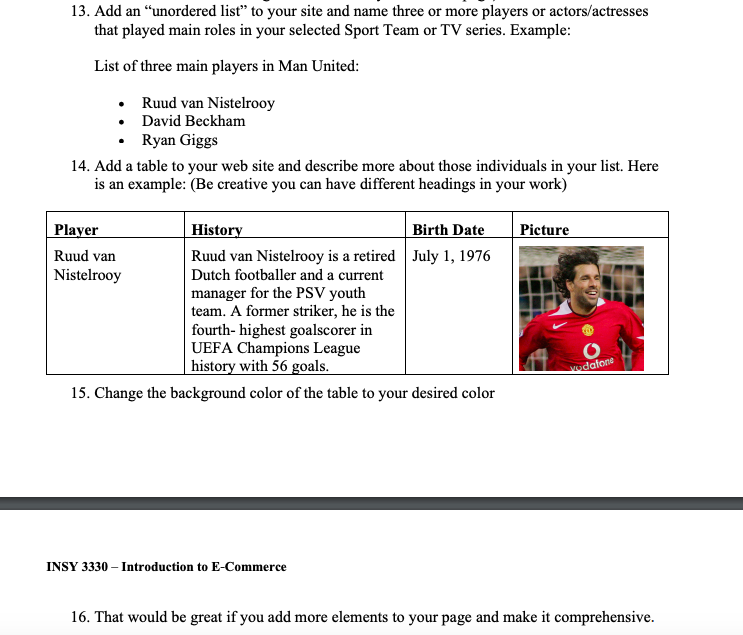 13. Add an “unordered list” to your site and name three or more players or actors/actresses
that played main roles in your selected Sport Team or TV series. Example:
List of three main players in Man United:
• Ruud van Nistelrooy
• David Beckham
• Ryan Giggs
14. Add a table to your web site and describe more about those individuals in your list. Here
is an example: (Be creative you can have different headings in your work)
Player History Birth Date Picture
Ruud van Nistelrooy
Ruud van Nistelrooy is a retired
Dutch footballer and a current
manager for the PSV youth
team. A former striker, he is the
fourth- highest goalscorer in
UEFA Champions League
history with 56 goals.
July 1, 1976
vodafone
15. Change the background color of the table to your desired color
INSY 3330 – Introduction to E-Commerce
16. That would be great if you add more elements to your page and make it comprehensive.